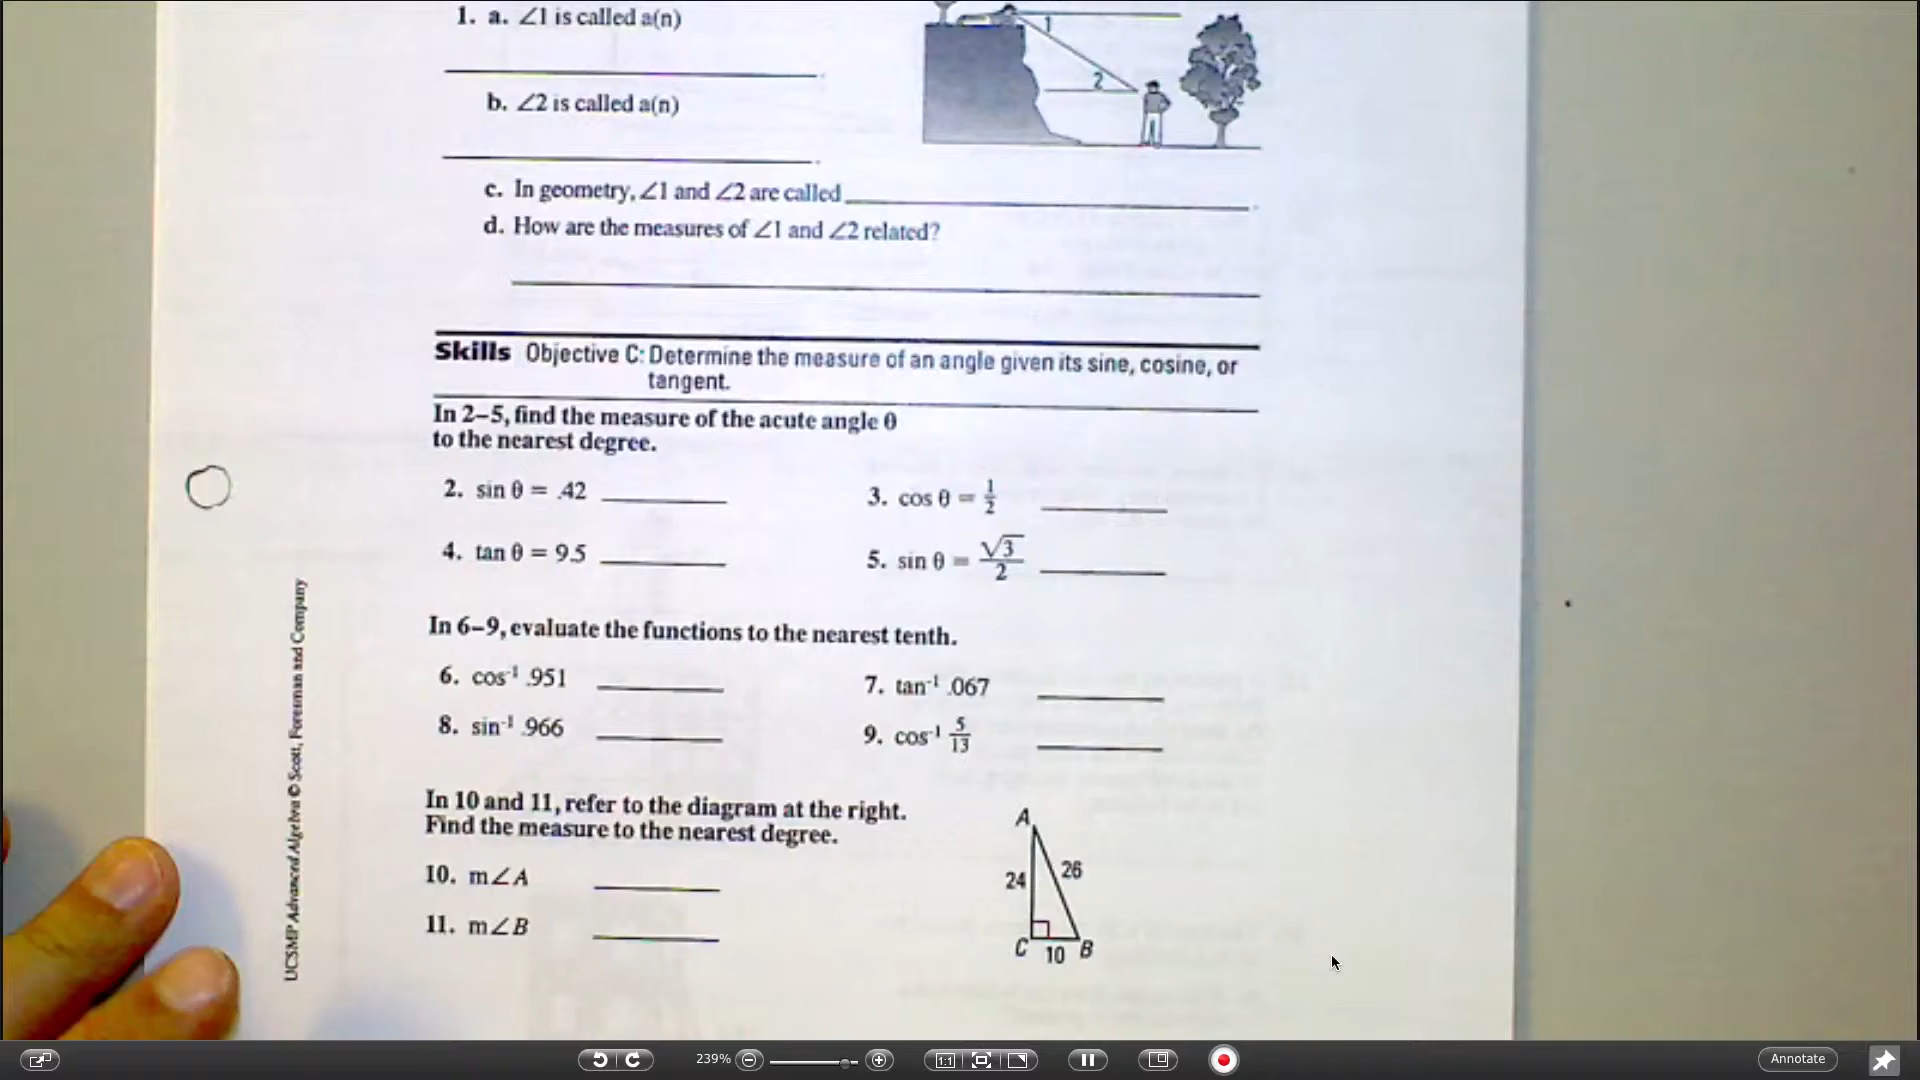 1. a. ∠1 is called a(n)
b. ∠2 is called a(n)
c. In geometry, ∠1 and ∠2 are called
d. How are the measures of ∠1 and ∠2 related?
1
2
Skills Objective C: Determine the measure of an angle given its sine, cosine, or
tangent.
In 2–5, find the measure of the acute angle θ
to the nearest degree.
2. sin θ = .42
3. cos θ = 1/2
4. tan θ = 9.5
5. sin θ = √3/2
In 6–9, evaluate the functions to the nearest tenth.
6. cos⁻¹ .951
7. tan⁻¹ .067
8. sin⁻¹ .966
9. cos⁻¹ 5/13
In 10 and 11, refer to the diagram at the right.
Find the measure to the nearest degree.
10. m∠A
11. m∠B
A
24
26
C 10 B
UCSMP Advanced Algebra © Scott, Foresman and Company
239%
1:1
Annotate